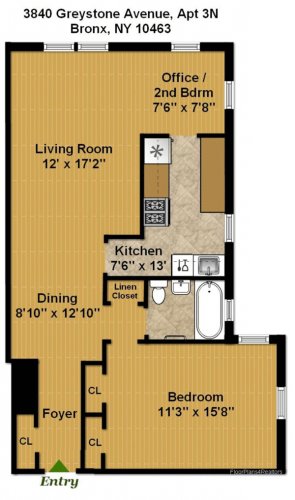 3840 Greystone Avenue, Apt 3N
Bronx, NY 10463
Office /
2nd Bdrm
7'6" x 7'8"
Living Room
12' x 17'2"
Kitchen
7'6" x 13'
Linen
Closet
Dining
8'10" x 12'10"
CL
Bedroom
11'3" x 15'8"
Foyer
CL
CL
Entry
FloorPlans4Realtors